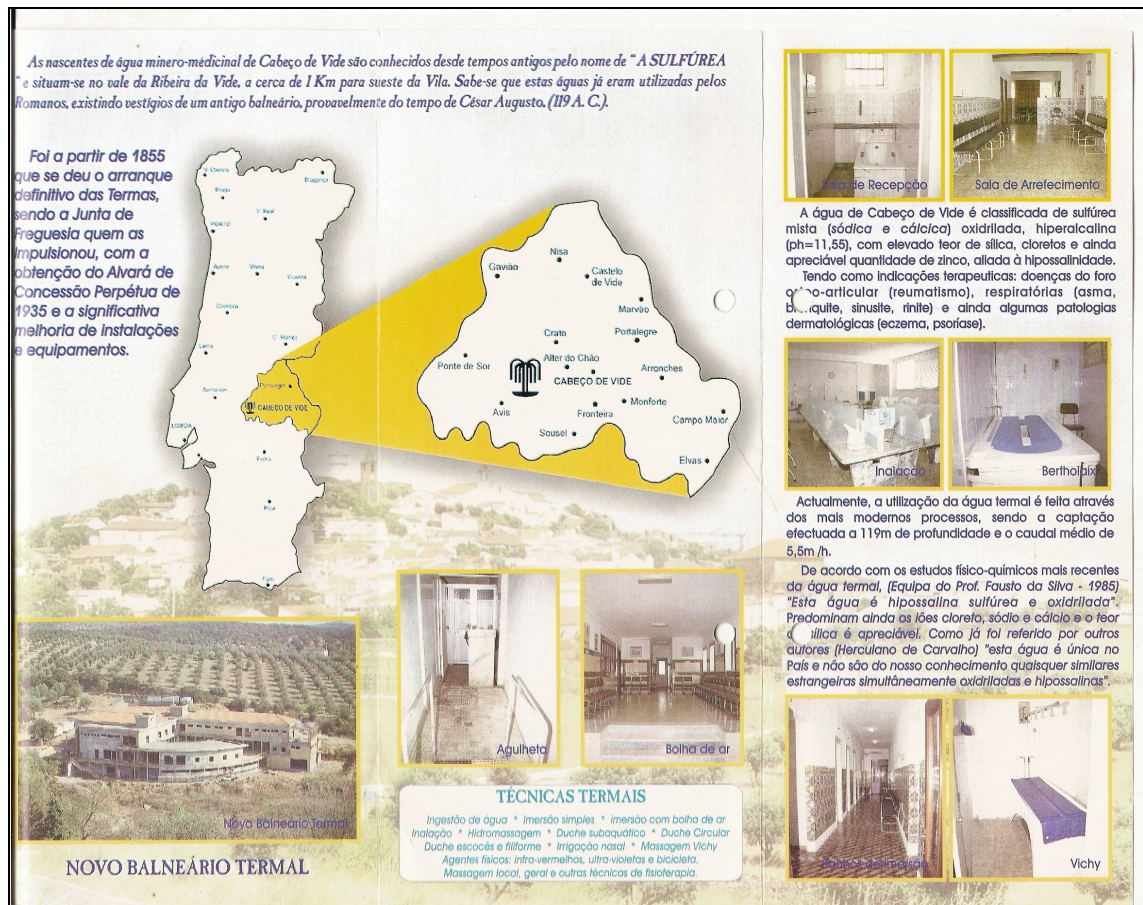 As nascentes de água minero-medicinal de Cabeço de Vide são conhecidos desde tempos antigos pelo nome de "A SULFÚREA
" e situam-se no vale da Ribeira da Vide, a cerca de 1 Km para sueste da Vila. Sabe-se que estas águas já eram utilizadas pelos
Romanos, existindo vestígios de um antigo balneário, provavelmente do tempo de César Augusto, (119 A. C.).
Foi a partir de 1855
que se deu o arranque
definitivo das Termas,
sendo a Junta de
Freguesia quem as
impulsionou, com a
obtenção do Alvará de
Concessão Perpétua de
1935 e a significativa
melhoria de instalações
e equipamentos.
V. Castelo
Bragança
Braga
V. Real
PORTO
Aveiro
Viseu
Guarda
Coimbra
C. Branco
Leiria
Santarém
Portalegre
CABEÇO DE VIDE
LISBOA
Évora
Beja
Faro
Nisa
Gavião
Castelo
de Vide
Marvão
Crato
Portalegre
Ponte de Sor
Alter do Chão
Arronches
CABEÇO DE VIDE
Avis
Fronteira
Monforte
Campo Maior
Sousel
Elvas
Novo Balneário Termal
NOVO BALNEÁRIO TERMAL
Agulheta
Bolha de ar
TÉCNICAS TERMAIS
Ingestão de água * Imersão simples * imersão com bolha de ar
Inalação * Hidromassagem * Duche subaquático * Duche Circular
Duche escocês e filiforme * Irrigação nasal * Massagem Vichy
Agentes físicos: infra-vermelhos, ultra-violetas e bicicleta.
Massagem local, geral e outras técnicas de fisioterapia.
Sala de Recepção
Sala de Arrefecimento
A água de Cabeço de Vide é classificada de sulfúrea
mista (sódica e cálcica) oxidrilada, hiperalcalina
(ph=11,55), com elevado teor de sílica, cloretos e ainda
apreciável quantidade de zinco, aliada à hipossalinidade.
Tendo como indicações terapeuticas: doenças do foro
-articular (reumatismo), respiratórias (asma,
sinusite, rinite) e ainda algumas patologias
dermatológicas (eczema, psoríase).
Inalação
Bertholaix
Actualmente, a utilização da água termal é feita através
dos mais modernos processos, sendo a captação
efectuada a 119m de profundidade e o caudal médio de
5,5m /h.
De acordo com os estudos físico-químicos mais recentes
da água termal, (Equipa do Prof. Fausto da Silva - 1985)
"Esta água é hipossalina sulfúrea e oxidrilada".
Predominam ainda os iões cloreto, sódio e cálcio e o teor
sílica é apreciável. Como já foi referido por outros
autores (Herculano de Carvalho) "esta água é única no
País e não são do nosso conhecimento quaisquer similares
estrangeiras simultâneamente oxidriladas e hipossalinas".
Banhos de Imersão
Vichy